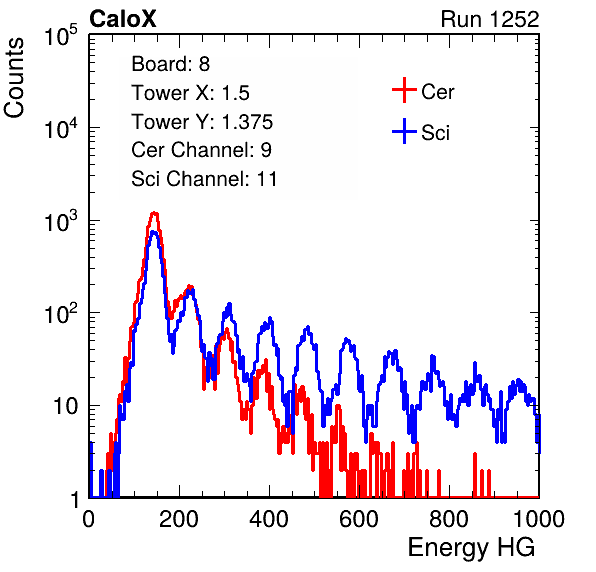 CaloX Run 1252
Counts
Board: 8
Tower X: 1.5
Tower Y: 1.375
Cer Channel: 9
Sci Channel: 11
Cer
Sci
10^5
10^4
10^3
10^2
10
1
0 200 400 600 800 1000
Energy HG